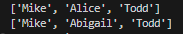 ['Mike', 'Alice', 'Todd']
['Mike', 'Abigail', 'Todd']